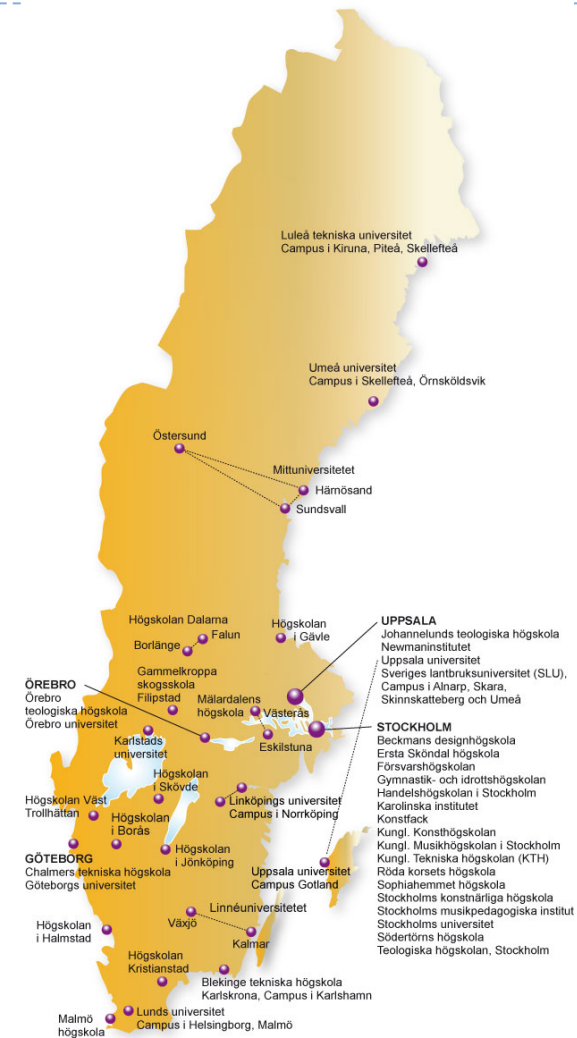 Luleå tekniska universitet
Campus i Kiruna, Piteå, Skellefteå
Umeå universitet
Campus i Skellefteå, Örnsköldsvik
Östersund
Mittuniversitetet
Härnösand
Sundsvall
Högskolan Dalarna
Falun
Borlänge
Högskolan
i Gävle
UPPSALA
Johannelunds teologiska högskola
Newmaninstitutet
Uppsala universitet
Sveriges lantbruksuniversitet (SLU),
Campus i Alnarp, Skara,
Skinnskatteberg och Umeå
Gammelkroppa
skogsskola
Filipstad
ÖREBRO
Örebro
teologiska högskola
Örebro universitet
Mälardalens
högskola
Västerås
Eskilstuna
Karlstads
universitet
STOCKHOLM
Beckmans designhögskola
Ersta Sköndal högskola
Försvarshögskolan
Gymnastik- och idrottshögskolan
Handelshögskolan i Stockholm
Karolinska institutet
Konstfack
Kungl. Konsthögskolan
Kungl. Musikhögskolan i Stockholm
Kungl. Tekniska högskolan (KTH)
Röda korsets högskola
Sophiahemmet högskola
Stockholms konstnärliga högskola
Stockholms musikpedagogiska institut
Stockholms universitet
Södertörns högskola
Teologiska högskolan, Stockholm
Högskolan
i Skövde
Högskolan Väst
Trollhättan
Högskolan
i Borås
Linköpings universitet
Campus i Norrköping
GÖTEBORG
Chalmers tekniska högskola
Göteborgs universitet
Högskolan
i Jönköping
Uppsala universitet
Campus Gotland
Linnéuniversitetet
Växjö
Kalmar
Högskolan
i Halmstad
Högskolan
Kristianstad
Blekinge tekniska högskola
Karlskrona, Campus i Karlshamn
Malmö
högskola
Lunds universitet
Campus i Helsingborg, Malmö